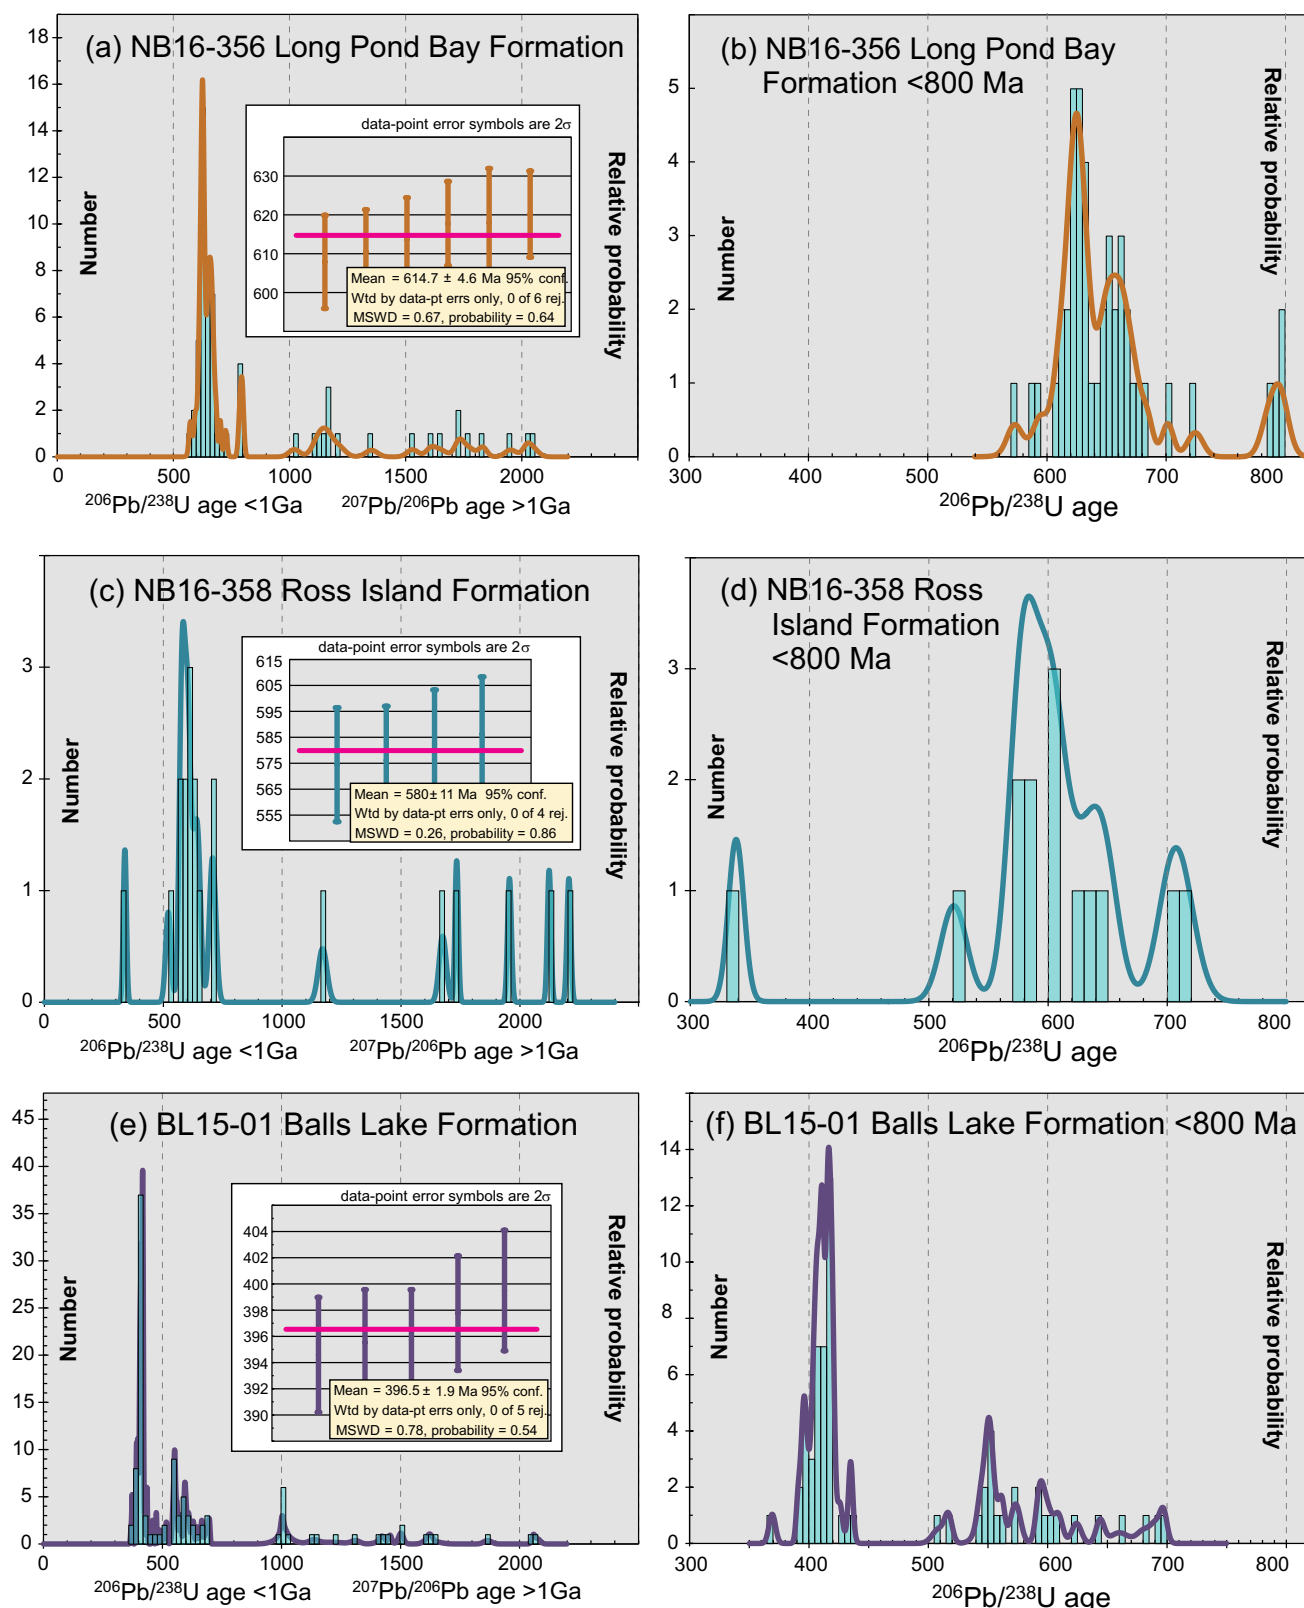 (a) NB16-356 Long Pond Bay Formation
18
16
14
12
10
8
6
4
2
0
Number
Relative probability
data-point error symbols are 2σ
630
620
610
600
Mean = 614.7 ± 4.6 Ma 95% conf.
Wtd by data-pt errs only, 0 of 6 rej.
MSWD = 0.67, probability = 0.64
0 500 1000 1500 2000
206Pb/238U age <1Ga 207Pb/206Pb age >1Ga
(b) NB16-356 Long Pond Bay
Formation <800 Ma
5
4
3
2
1
0
Number
Relative probability
300 400 500 600 700 800
206Pb/238U age
(c) NB16-358 Ross Island Formation
3
2
1
0
Number
Relative probability
data-point error symbols are 2σ
615
605
595
585
575
565
555
Mean = 580± 11 Ma 95% conf.
Wtd by data-pt errs only, 0 of 4 rej.
MSWD = 0.26, probability = 0.86
0 500 1000 1500 2000
206Pb/238U age <1Ga 207Pb/206Pb age >1Ga
(d) NB16-358 Ross
Island Formation
<800 Ma
3
2
1
0
Number
Relative probability
300 400 500 600 700 800
206Pb/238U age
(e) BL15-01 Balls Lake Formation
45
40
35
30
25
20
15
10
5
0
Number
Relative probability
data-point error symbols are 2σ
404
402
400
398
396
394
392
390
Mean = 396.5 ± 1.9 Ma 95% conf.
Wtd by data-pt errs only, 0 of 5 rej.
MSWD = 0.78, probability = 0.54
0 500 1000 1500 2000
206Pb/238U age <1Ga 207Pb/206Pb age >1Ga
(f) BL15-01 Balls Lake Formation <800 Ma
14
12
10
8
6
4
2
0
Number
Relative probability
300 400 500 600 700 800
206Pb/238U age